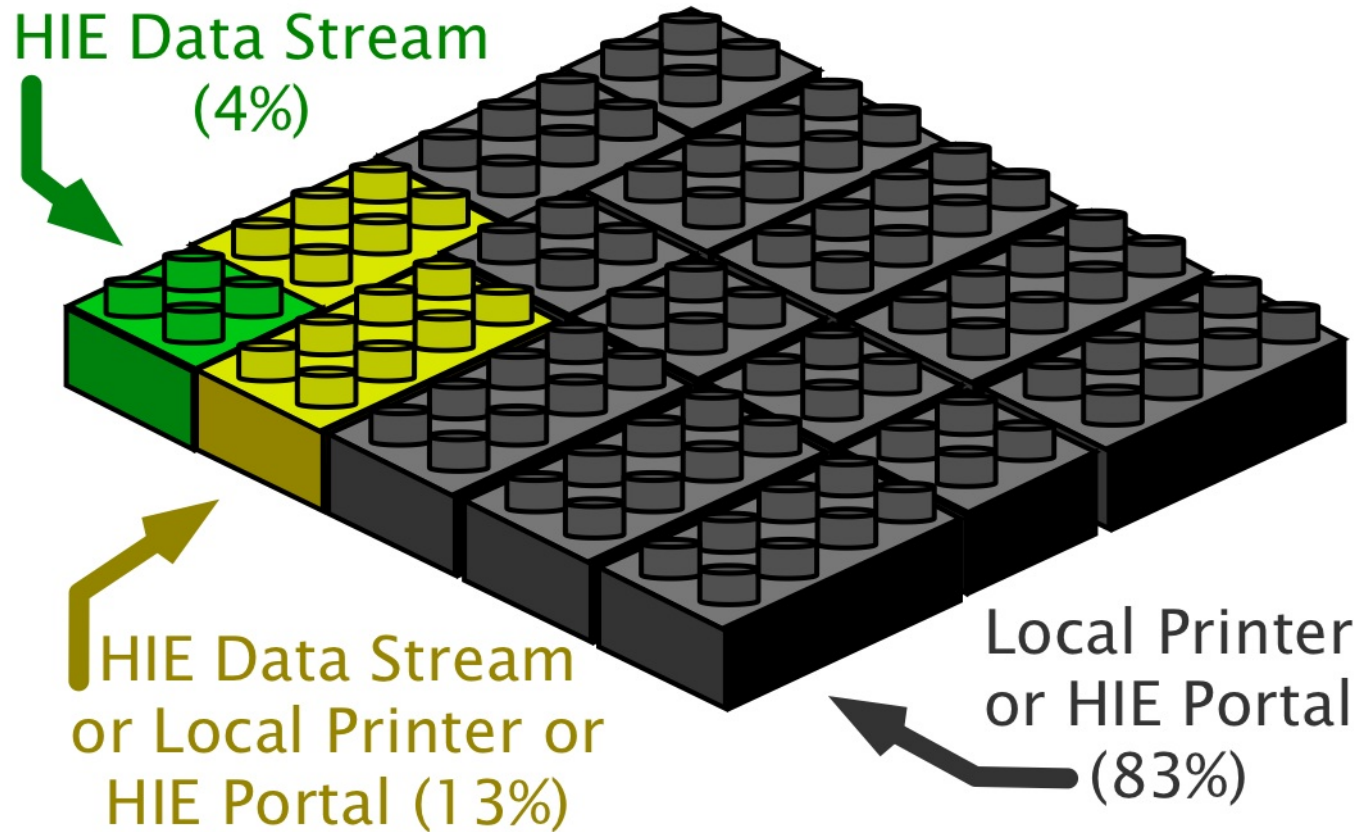 HIE Data Stream
(4%)
HIE Data Stream
or Local Printer or
HIE Portal (13%)
Local Printer
or HIE Portal
(83%)